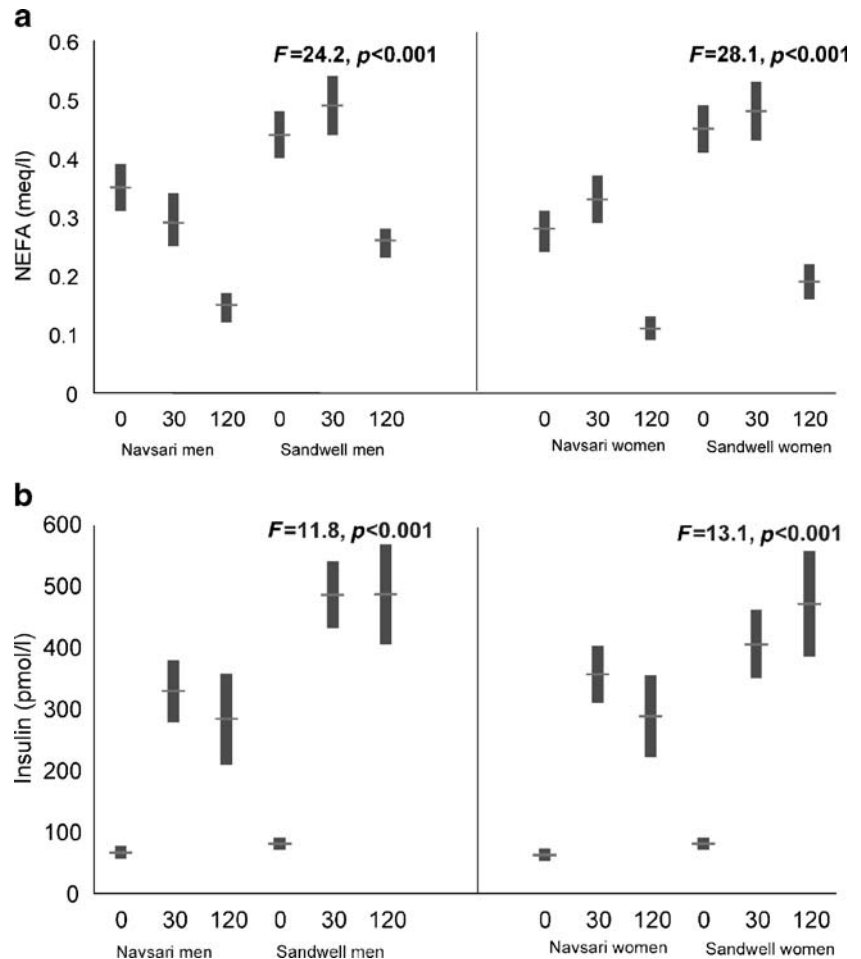 a
0.6
F=24.2, p<0.001
F=28.1, p<0.001
0.5
0.4
0.3
0.2
0.1
0
NEFA (meq/l)
0 30 120 0 30 120 0 30 120 0 30 120
Navsari men Sandwell men Navsari women Sandwell women
b
600
F=11.8, p<0.001
F=13.1, p<0.001
500
400
300
200
100
0
Insulin (pmol/l)
0 30 120 0 30 120 0 30 120 0 30 120
Navsari men Sandwell men Navsari women Sandwell women